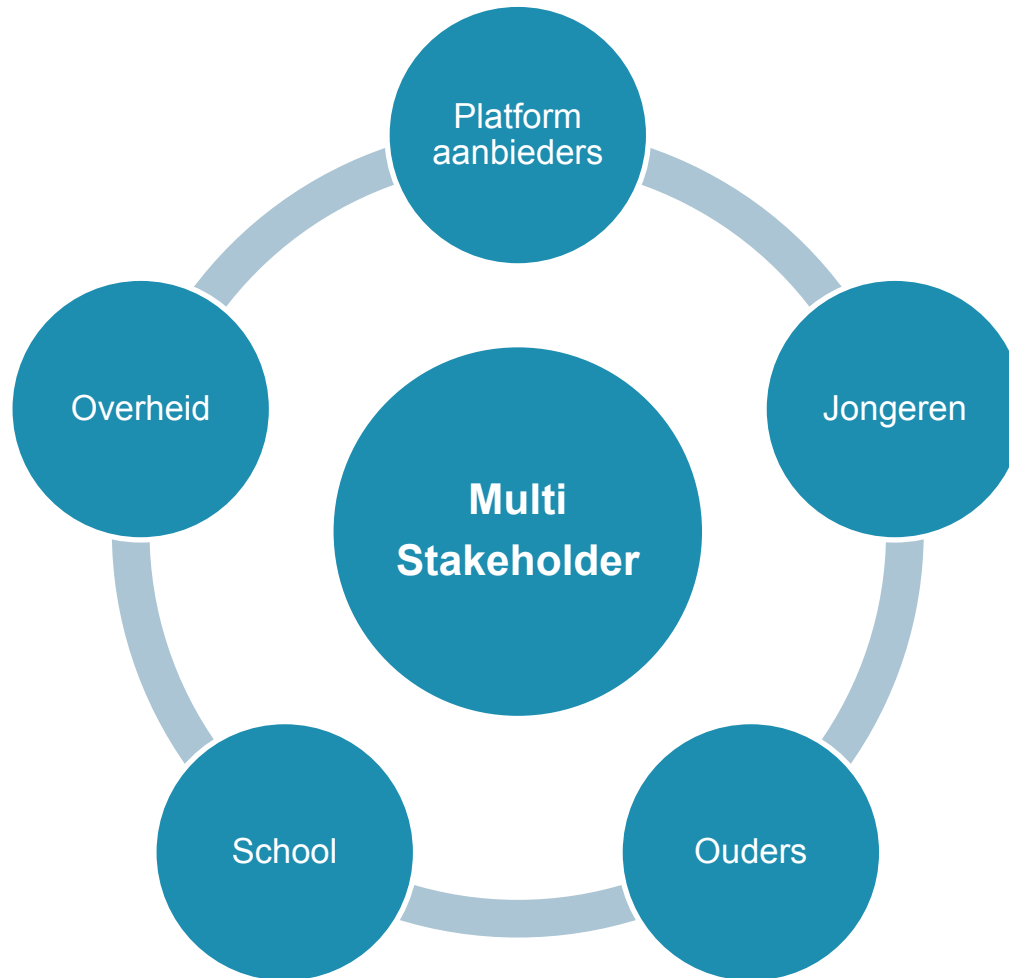 Platform
aanbieders
Overheid
Jongeren
Multi
Stakeholder
School
Ouders